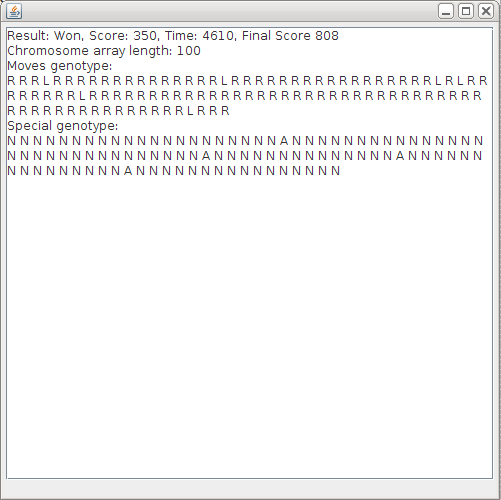 Result: Won, Score: 350, Time: 4610, Final Score 808
Chromosome array length: 100
Moves genotype:
R R R L R R R R R R R R R R R R R R L R R R R R R R R R R R R R R R R R L R L R R
R R R R R R L R R R R R R R R R R R R R R R R R R R R R R R R R R R R R R R R R R
R R R R R R R R R R R R R R R L R R R
Special genotype:
N N N N N N N N N N N N N N N N N N N N N A N N N N N N N N N N N N N N N
N N N N N N N N N N N N N N N A N N N N N N N N N N N N N N A N N N N N N
N N N N N N N N N A N N N N N N N N N N N N N N N N